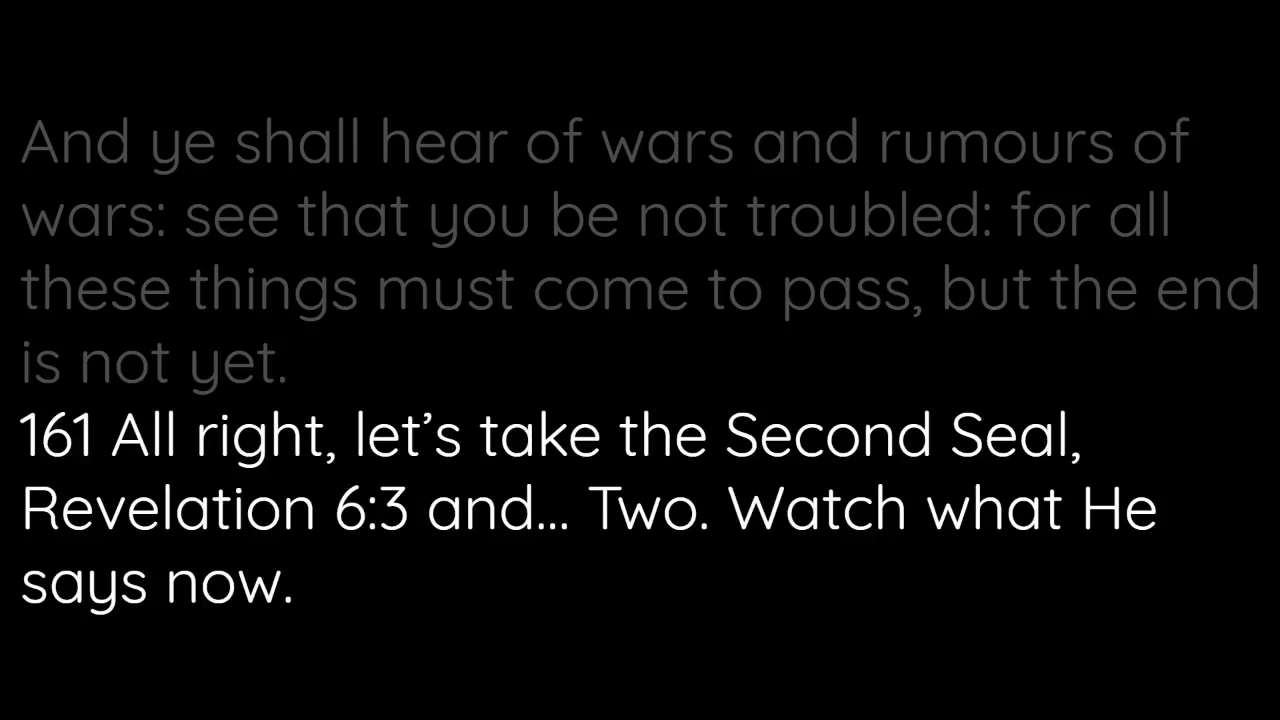 And ye shall hear of wars and rumours of
wars: see that you be not troubled: for all
these things must come to pass, but the end
is not yet.
161 All right, let’s take the Second Seal,
Revelation 6:3 and... Two. Watch what He
says now.